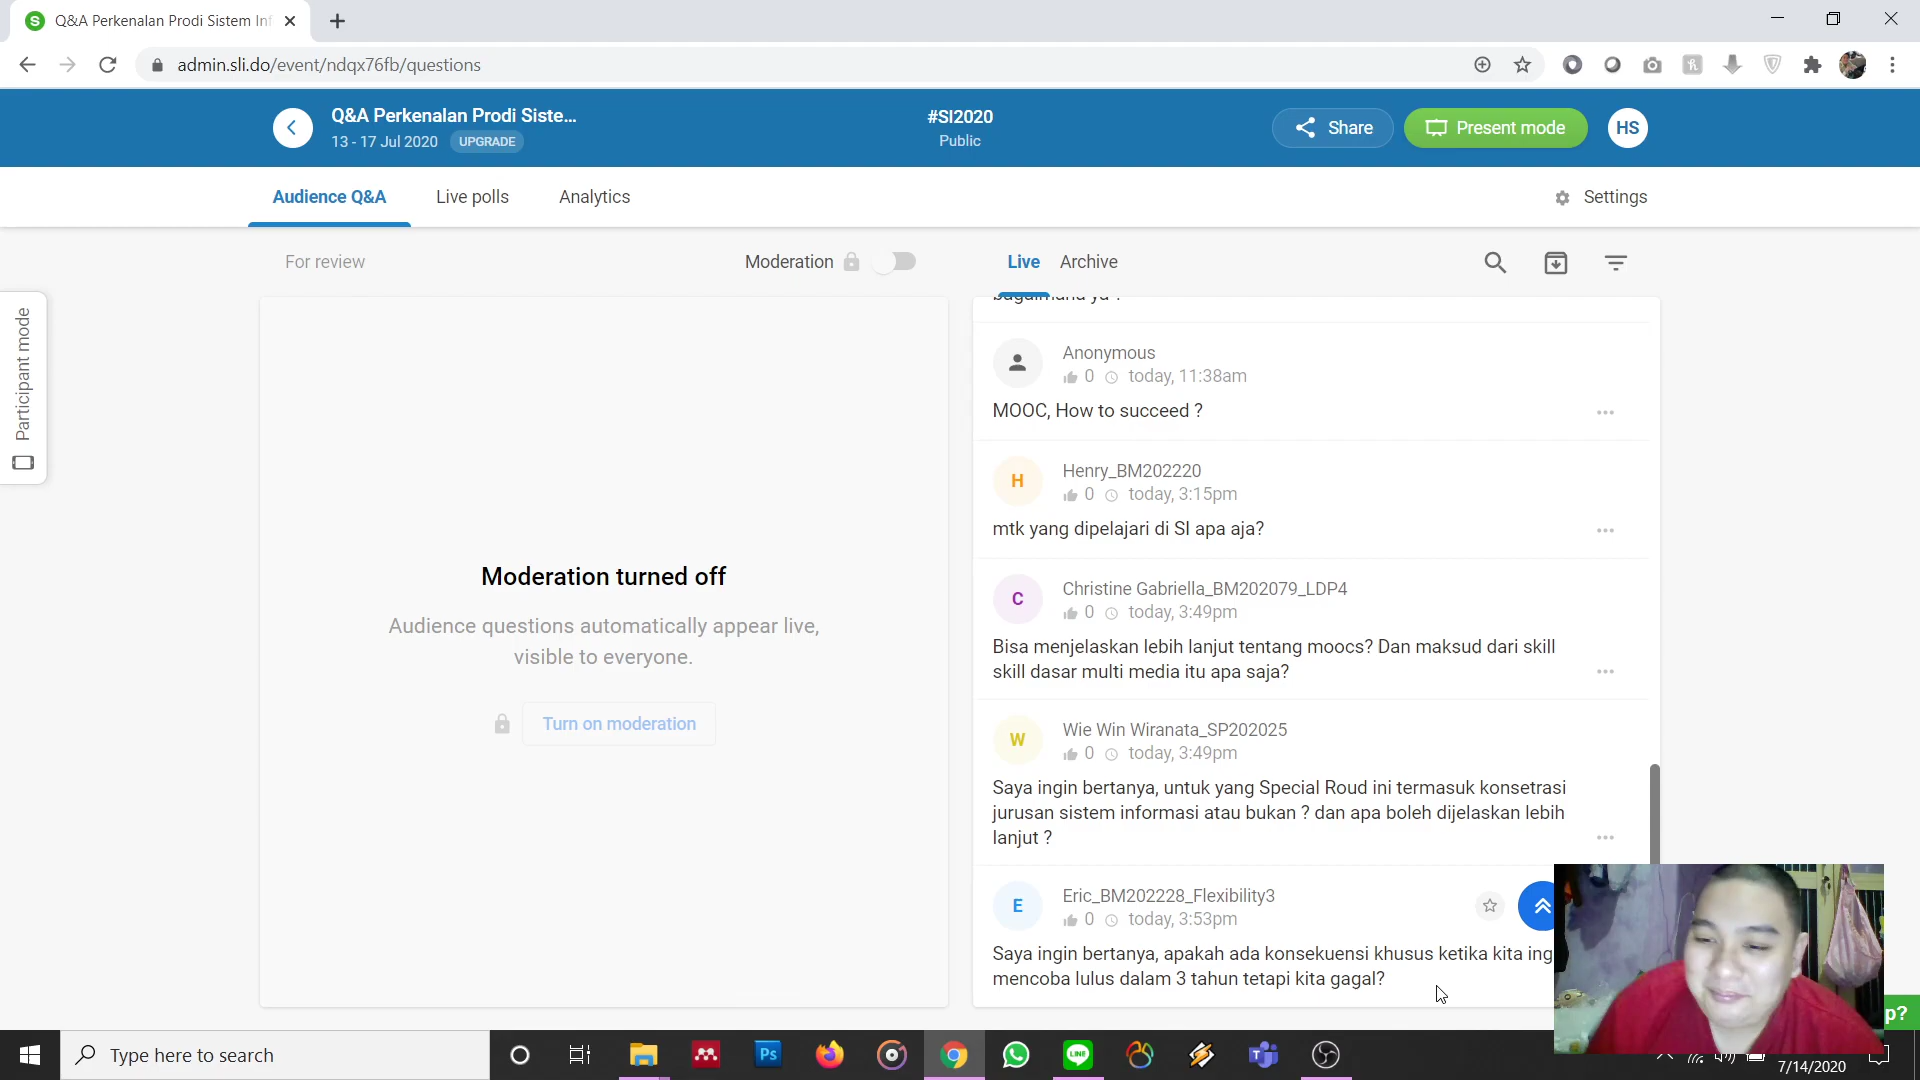 Q&A Perkenalan Prodi Sistem Inf
admin.sli.do/event/ndqx76fb/questions
Q&A Perkenalan Prodi Siste...
13 - 17 Jul 2020 UPGRADE
#SI2020
Public
Share
Present mode
HS
Audience Q&A
Live polls
Analytics
Settings
For review
Moderation
Live
Archive
Participant mode
Moderation turned off
Audience questions automatically appear live,
visible to everyone.
Turn on moderation
Anonymous
0 today, 11:38am
MOOC, How to succeed ?
H
Henry_BM202220
0 today, 3:15pm
mtk yang dipelajari di SI apa aja?
C
Christine Gabriella_BM202079_LDP4
0 today, 3:49pm
Bisa menjelaskan lebih lanjut tentang moocs? Dan maksud dari skill
skill dasar multi media itu apa saja?
W
Wie Win Wiranata_SP202025
0 today, 3:49pm
Saya ingin bertanya, untuk yang Special Roud ini termasuk konsetrasi
jurusan sistem informasi atau bukan ? dan apa boleh dijelaskan lebih
lanjut ?
E
Eric_BM202228_Flexibility3
0 today, 3:53pm
Saya ingin bertanya, apakah ada konsekuensi khusus ketika kita ing
mencoba lulus dalam 3 tahun tetapi kita gagal?
p?
Type here to search
Ps
LINE
7/14/2020